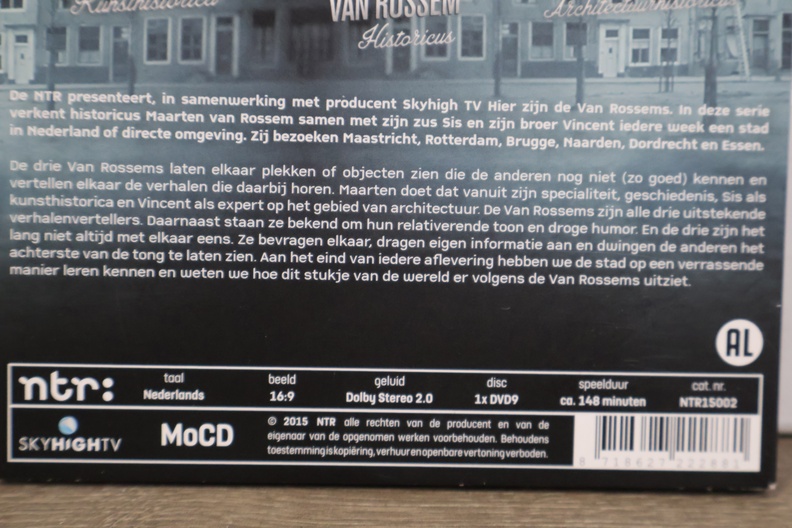 Kunsthistorica
VAN ROSSEM
Architectuurhistoricus
Historicus
De NTR presenteert, in samenwerking met producent Skyhigh TV Hier zijn de Van Rossems. In deze serie
verkent historicus Maarten van Rossem samen met zijn zus Sis en zijn broer Vincent iedere week een stad
in Nederland of directe omgeving. Zij bezoeken Maastricht, Rotterdam, Brugge, Naarden, Dordrecht en Essen.
De drie Van Rossems laten elkaar plekken of objecten zien die de anderen nog niet (zo goed) kennen en
vertellen elkaar de verhalen die daarbij horen. Maarten doet dat vanuit zijn specialiteit, geschiedenis, Sis als
kunsthistorica en Vincent als expert op het gebied van architectuur. De Van Rossems zijn alle drie uitstekende
verhalenvertellers. Daarnaast staan ze bekend om hun relativerende toon en droge humor. En de drie zijn het
lang niet altijd met elkaar eens. Ze bevragen elkaar, dragen eigen informatie aan en dwingen de anderen het
achterste van de tong te laten zien. Aan het eind van iedere aflevering hebben we de stad op een verrassende
manier leren kennen en weten we hoe dit stukje van de wereld er volgens de Van Rossems uitziet.
AL
ntr:
taal
Nederlands
beeld
16:9
geluid
Dolby Stereo 2.0
disc
1x DVD9
speelduur
ca. 148 minuten
cat. nr.
NTR15002
SKYHIGHTV
MoCD
© 2015 NTR alle rechten van de producent en van de
eigenaar van de opgenomen werken voorbehouden. Behoudens
toestemming is kopiëring, verhuur en openbare vertoning verboden.